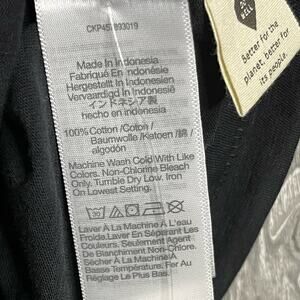 CKP457893019
Made In Indonesia
Fabriqué En Indonésie
Hergestellt In Indonesien
Vervaardigd In Indonesië
インドネシア製
hecho en Indonesia
100% Cotton /Coton /
Baumwolle /Katoen / 綿 /
algodón
Machine Wash Cold With Like
Colors. Non-Chlorine Bleach
Only. Tumble Dry Low. Iron
On Lowest Setting.
30
Laver À La Machine À L'eau
Froide.Laver En Séparant Les
Couleurs. Seulement Agent
De Blanchiment Non Chloré.
Sécher À La Machine À
Basse Température. Fer Au
Réglage Le Plus Bas.
DO
WELL
Better for the
planet, better for
its people.